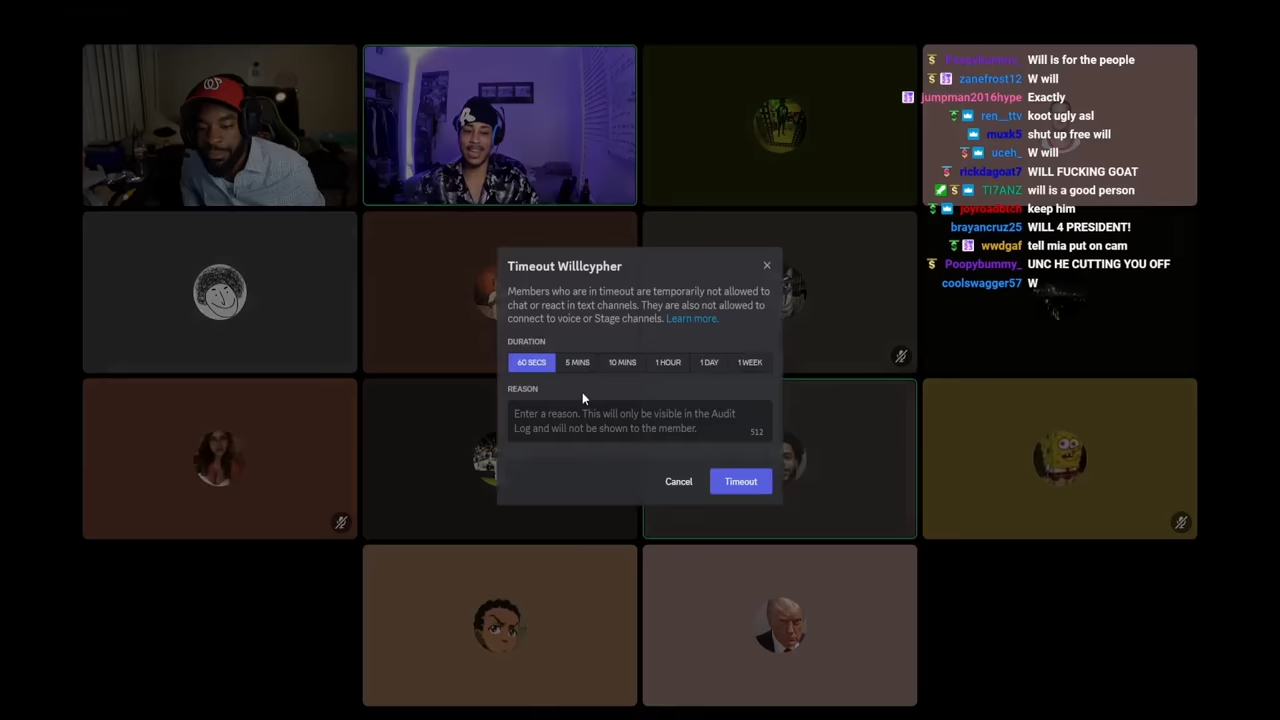 Poopybummy_ Will is for the people
zanefrost12 W will
jumpman2016hype Exactly
ren__ttv koot ugly asl
muxk5 shut up free will
uceh_ W will
rickdagoat7 WILL FUCKING GOAT
TI7ANZ will is a good person
joyroadbtch keep him
brayancruz25 WILL 4 PRESIDENT!
wwdgaf tell mia put on cam
Poopybummy_ UNC HE CUTTING YOU OFF
coolswagger57 W
Timeout Willlcypher
Members who are in timeout are temporarily not allowed to
chat or react in text channels. They are also not allowed to
connect to voice or Stage channels. Learn more.
DURATION
60 SECS 5 MINS 10 MINS 1 HOUR 1 DAY 1 WEEK
REASON
Enter a reason. This will only be visible in the Audit
Log and will not be shown to the member.
512
Cancel Timeout